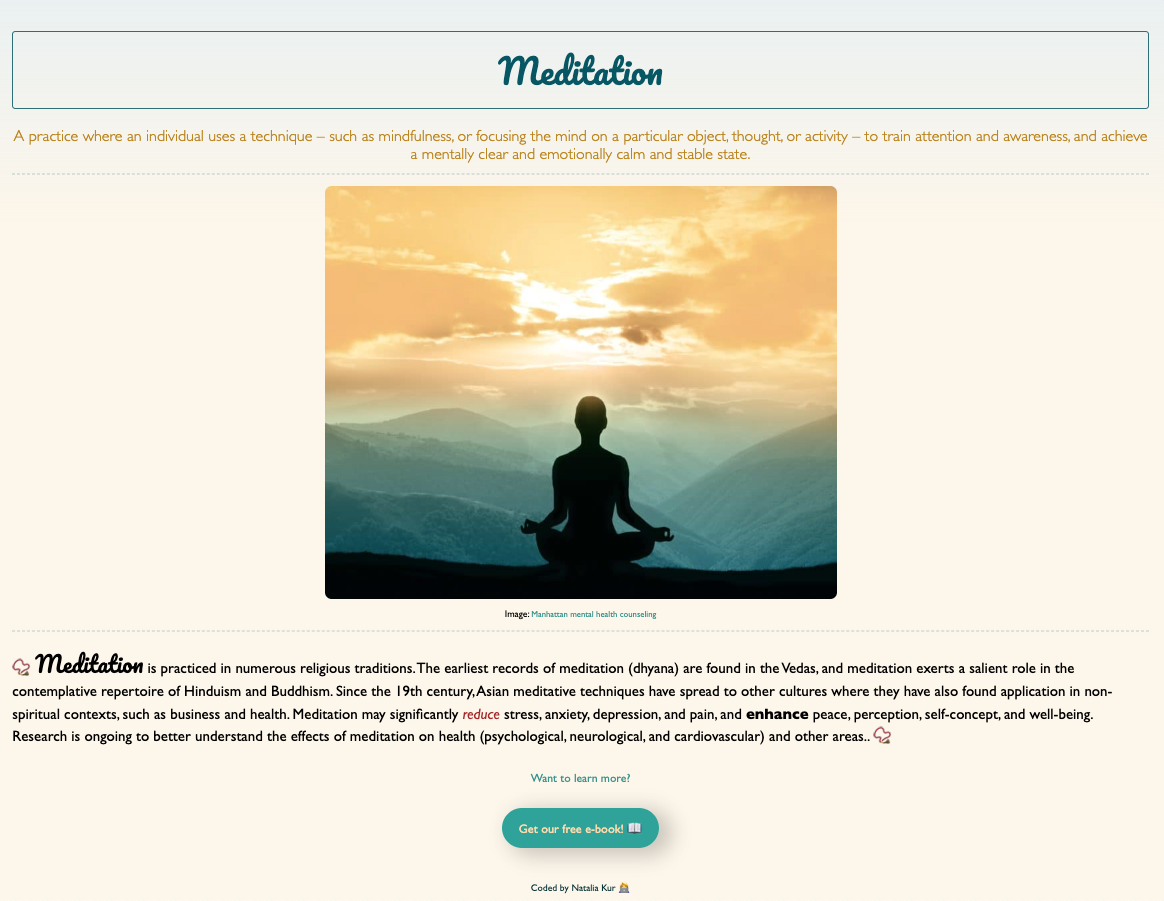 Meditation
A practice where an individual uses a technique – such as mindfulness, or focusing the mind on a particular object, thought, or activity – to train attention and awareness, and achieve
a mentally clear and emotionally calm and stable state.
Image: Manhattan mental health counseling
Meditation is practiced in numerous religious traditions. The earliest records of meditation (dhyana) are found in the Vedas, and meditation exerts a salient role in the
contemplative repertoire of Hinduism and Buddhism. Since the 19th century, Asian meditative techniques have spread to other cultures where they have also found application in non-
spiritual contexts, such as business and health. Meditation may significantly reduce stress, anxiety, depression, and pain, and enhance peace, perception, self-concept, and well-being.
Research is ongoing to better understand the effects of meditation on health (psychological, neurological, and cardiovascular) and other areas..
Want to learn more?
Get our free e-book! 📖
Coded by Natalia Kur 👩‍🌾